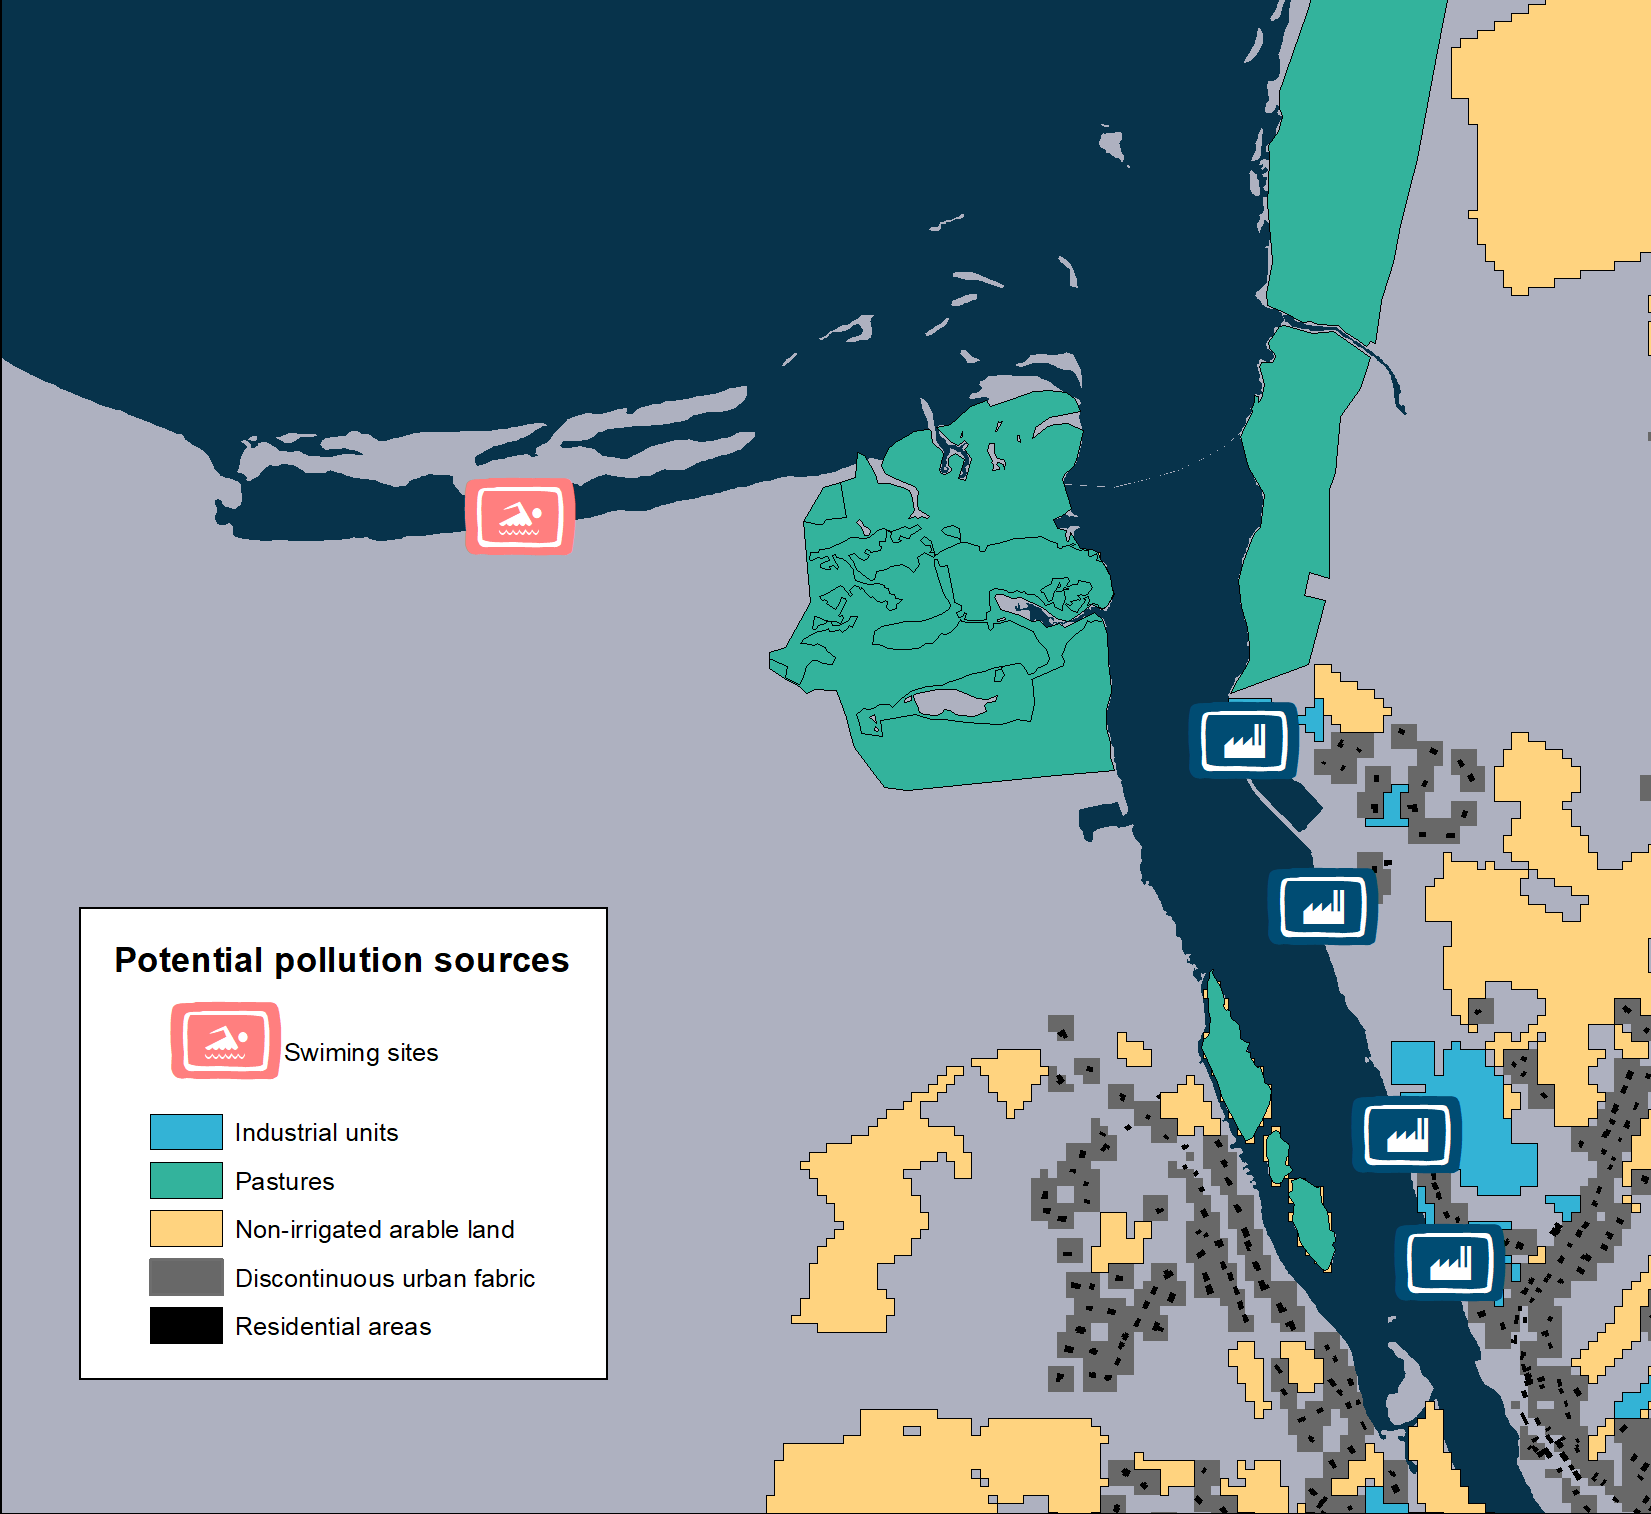 Potential pollution sources
Swiming sites
Industrial units
Pastures
Non-irrigated arable land
Discontinuous urban fabric
Residential areas